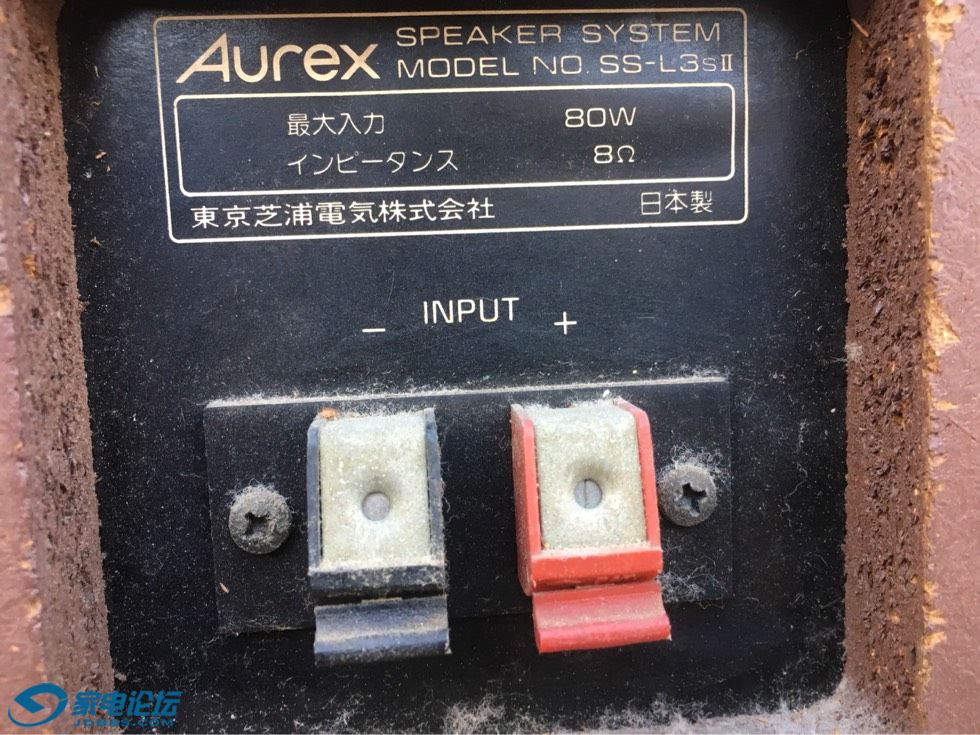 Aurex SPEAKER SYSTEM
MODEL NO. SS-L3SII
最大入力 80W
インピータンス 8Ω
東京芝浦電気株式会社 日本製
INPUT
- +
家电论坛
JDBBS.COM